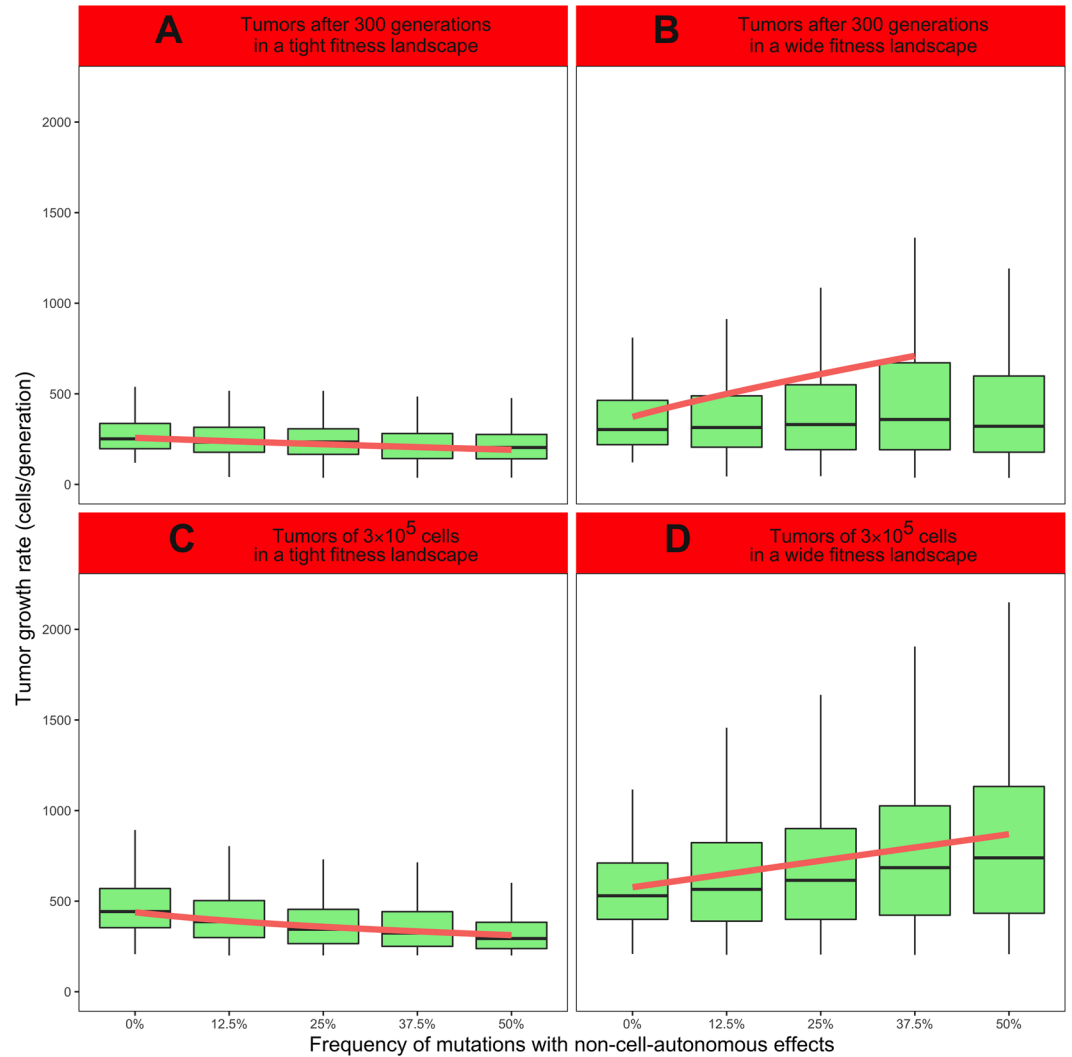 A
Tumors after 300 generations
in a tight fitness landscape
B
Tumors after 300 generations
in a wide fitness landscape
Tumor growth rate (cells/generation)
2000
1500
1000
500
0
C
Tumors of 3×10⁵ cells
in a tight fitness landscape
D
Tumors of 3×10⁵ cells
in a wide fitness landscape
2000
1500
1000
500
0
0% 12.5% 25% 37.5% 50%
0% 12.5% 25% 37.5% 50%
Frequency of mutations with non-cell-autonomous effects